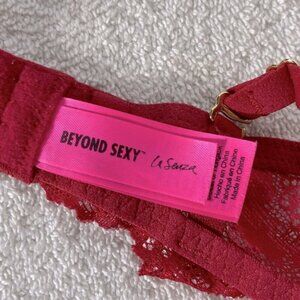 BEYOND SEXY™ La Senza
Hecho en China
Fabriqué en Chine
Made in China